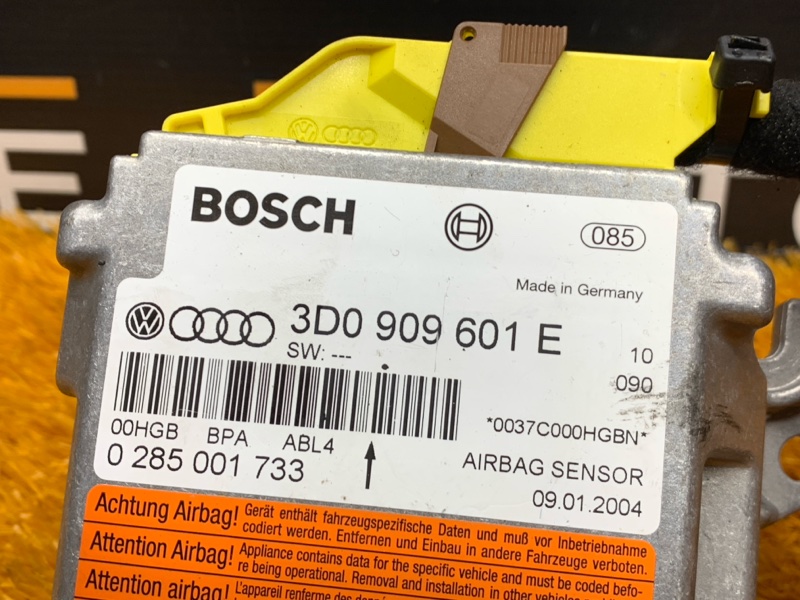 BOSCH
085
Made in Germany
3D0 909 601 E
SW: ---
10
090
*0037C000HGBN*
00HGB BPA ABL4
0 285 001 733
AIRBAG SENSOR
09.01.2004
Achtung Airbag! Gerät enthält fahrzeugspezifische Daten und muß vor Inbetriebnahme
codiert werden. Entfernen und Einbau in andere Fahrzeuge verboten.
Attention Airbag! Appliance contains data for the specific vehicle and must be coded befo-
re being operational. Removal and installation in other vehicles
Attention airbag! L'appareil renferme des